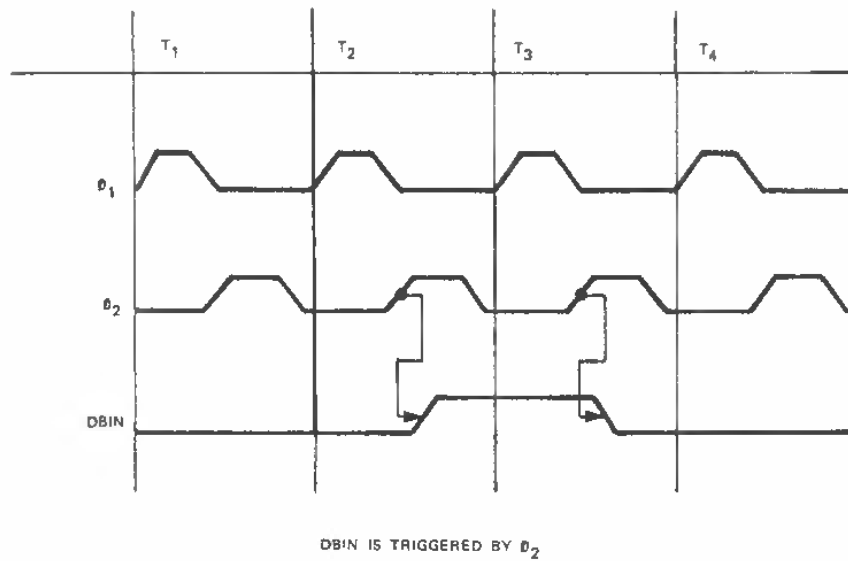 T1 T2 T3 T4
Ø1
Ø2
DBIN
DBIN IS TRIGGERED BY Ø2